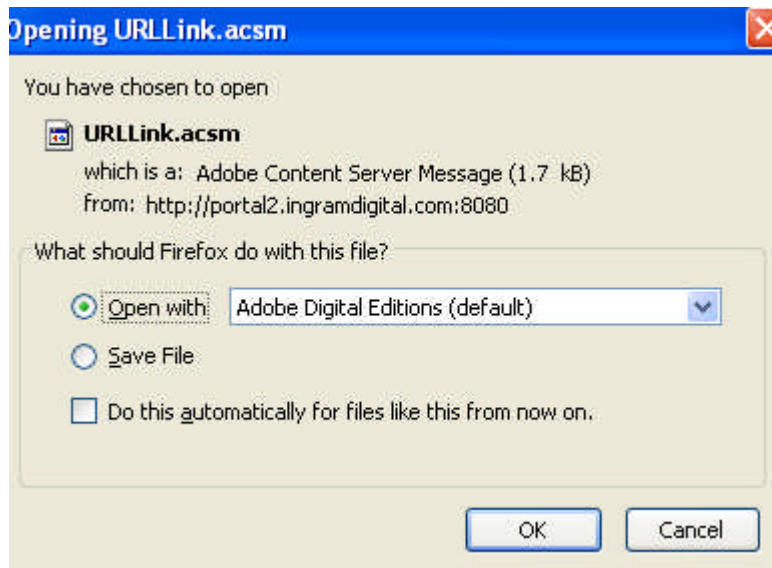 Opening URLLink.acsm
You have chosen to open
URLLink.acsm
which is a: Adobe Content Server Message (1.7 kB)
from: http://portal2.ingramdigital.com:8080
What should Firefox do with this file?
Open with Adobe Digital Editions (default)
Save File
Do this automatically for files like this from now on.
OK Cancel